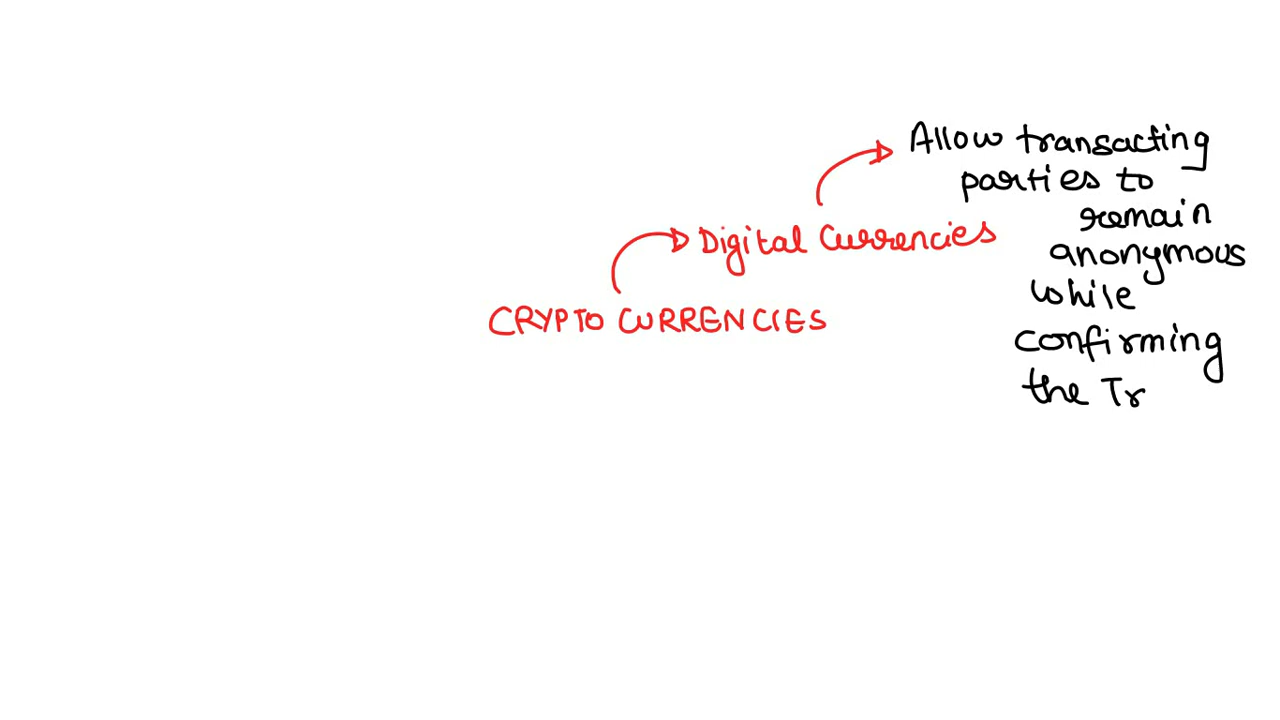 Allow transacting
parties to
remain
anonymous
while
confirming
the Tr
Digital Currencies
CRYPTO CURRENCIES